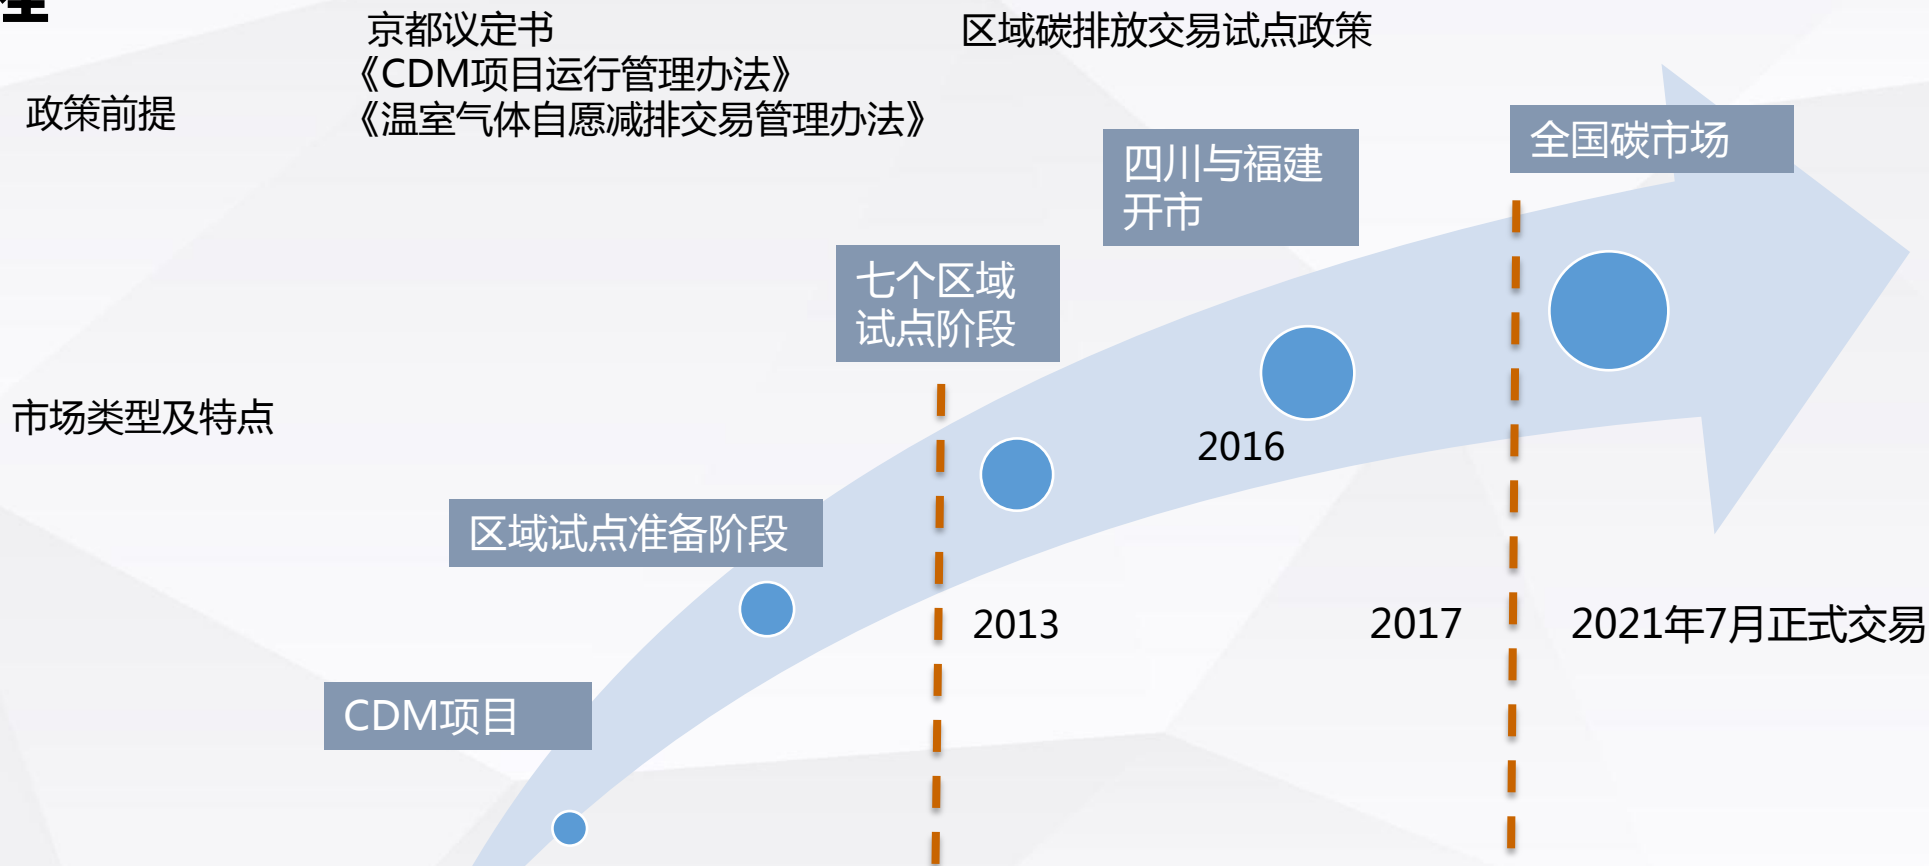 程
京都议定书
区域碳排放交易试点政策
《CDM项目运行管理办法》
政策前提
《温室气体自愿减排交易管理办法》
全国碳市场
四川与福建
开市
七个区域
试点阶段
市场类型及特点
2016
区域试点准备阶段
2013
2017
2021年7月正式交易
CDM项目